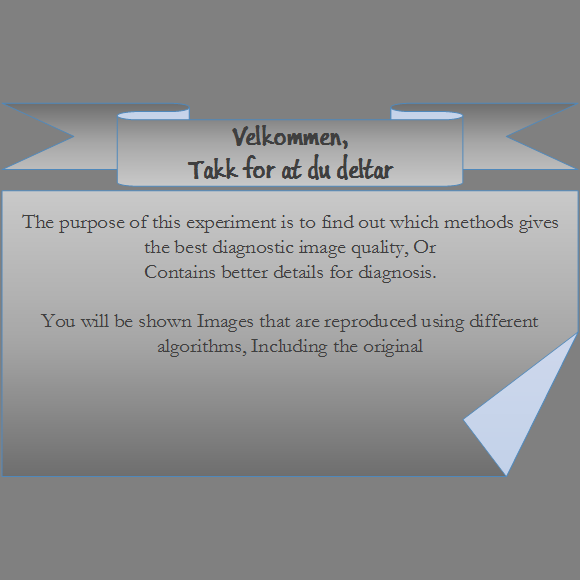 Velkommen,
Takk for at du deltar
The purpose of this experiment is to find out which methods gives
the best diagnostic image quality, Or
Contains better details for diagnosis.
You will be shown Images that are reproduced using different
algorithms, Including the original